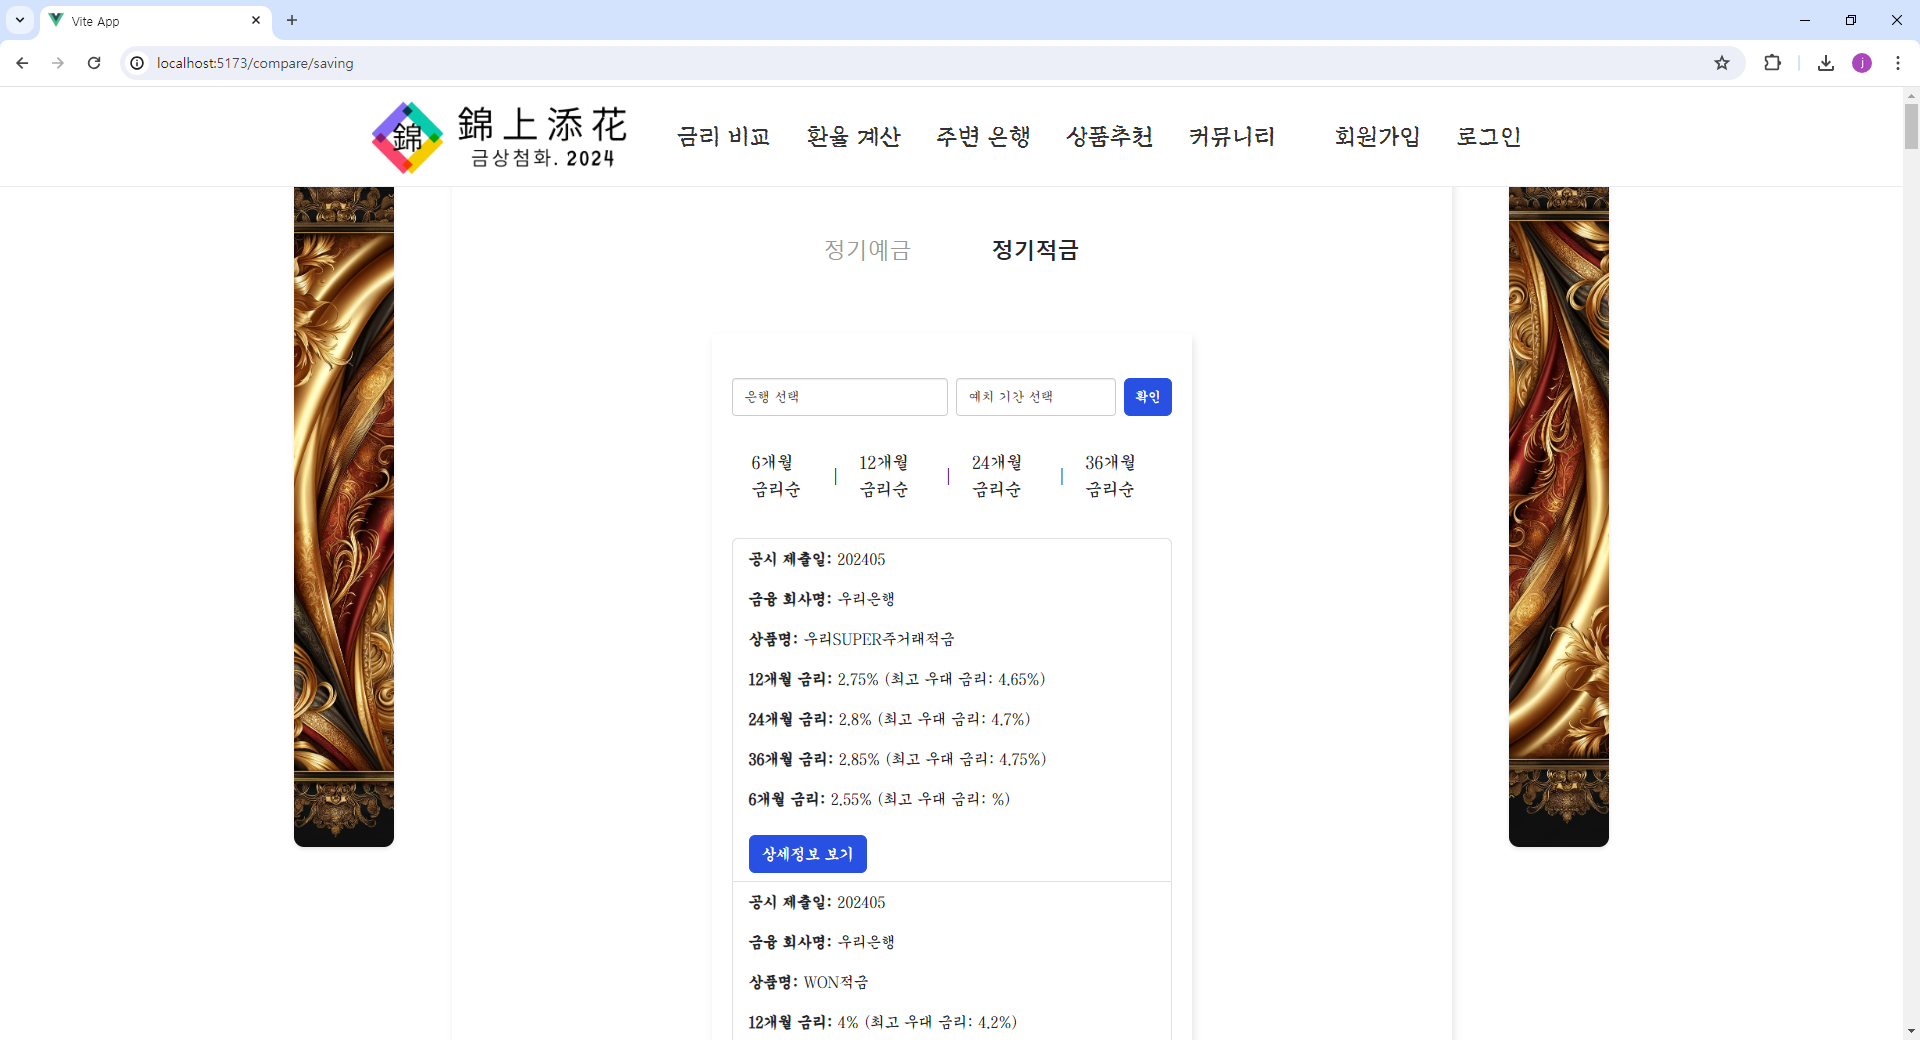 Vite App
localhost:5173/compare/saving
j
錦
錦上添花
금상첨화. 2024
금리 비교 환율 계산 주변 은행 상품추천 커뮤니티 회원가입 로그인
정기예금 정기적금
은행 선택 예치 기간 선택 확인
6개월 | 12개월 | 24개월 | 36개월
금리순 금리순 금리순 금리순
공시 제출일: 202405
금융 회사명: 우리은행
상품명: 우리SUPER주거래적금
12개월 금리: 2.75% (최고 우대 금리: 4.65%)
24개월 금리: 2.8% (최고 우대 금리: 4.7%)
36개월 금리: 2.85% (최고 우대 금리: 4.75%)
6개월 금리: 2.55% (최고 우대 금리: %)
상세정보 보기
공시 제출일: 202405
금융 회사명: 우리은행
상품명: WON적금
12개월 금리: 4% (최고 우대 금리: 4.2%)